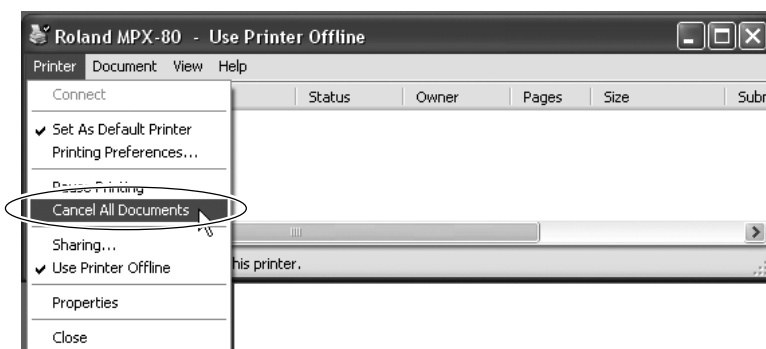 Roland MPX-80 - Use Printer Offline
Printer Document View Help
Connect Status Owner Pages Size Subr
Set As Default Printer
Printing Preferences...
Pause Printing
Cancel All Documents
Sharing...
Use Printer Offline his printer.
Properties
Close